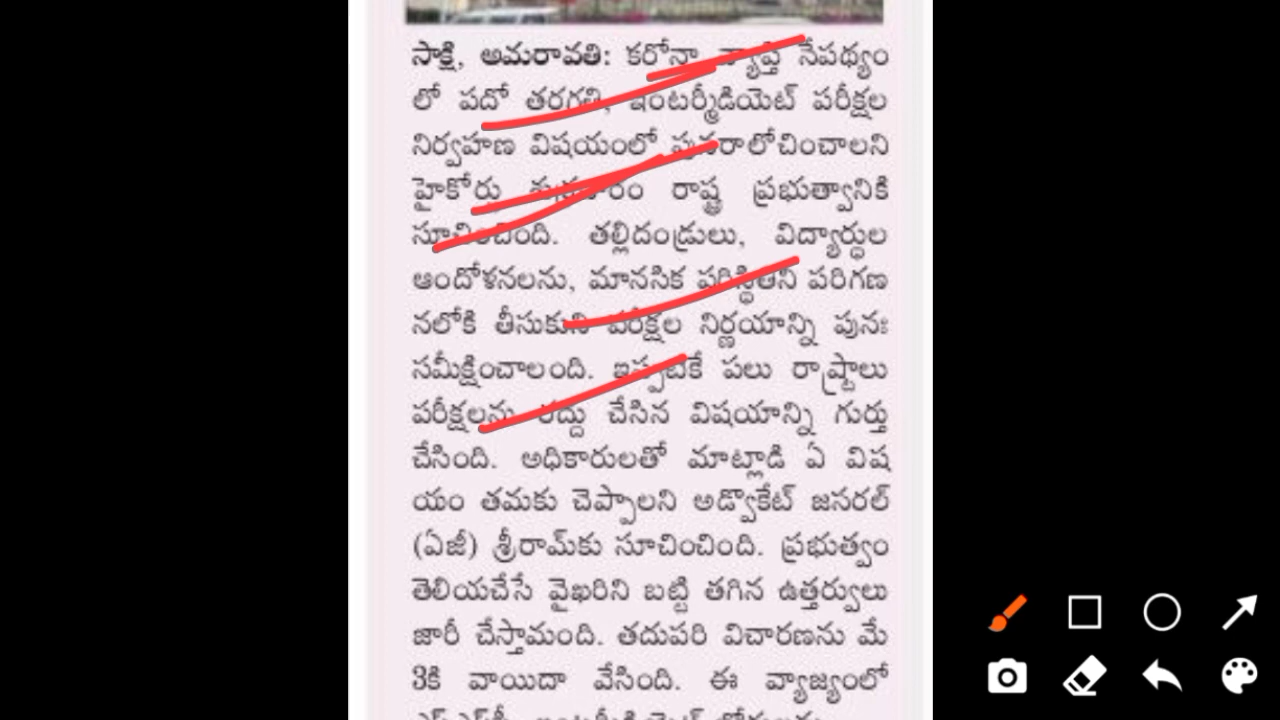 సాక్షి, అమరావతి: కరోనా వ్యాప్తి నేపథ్యం
లో పదో తరగతి, ఇంటర్మీడియెట్ పరీక్షల
నిర్వహణ విషయంలో పునరాలోచించాలని
హైకోర్టు శుక్రవారం రాష్ట్ర ప్రభుత్వానికి
సూచించింది. తల్లిదండ్రులు, విద్యార్థుల
ఆందోళనలను, మానసిక పరిస్థితిని పరిగణ
నలోకి తీసుకుని పరీక్షల నిర్ణయాన్ని పునః
సమీక్షించాలంది. ఇప్పటికే పలు రాష్ట్రాలు
పరీక్షలను రద్దు చేసిన విషయాన్ని గుర్తు
చేసింది. అధికారులతో మాట్లాడి ఏ విష
యం తమకు చెప్పాలని అడ్వొకేట్ జనరల్
(ఏజీ) శ్రీరామ్‌కు సూచించింది. ప్రభుత్వం
తెలియచేసే వైఖరిని బట్టి తగిన ఉత్తర్వులు
జారీ చేస్తామంది. తదుపరి విచారణను మే
3కి వాయిదా వేసింది. ఈ వ్యాజ్యంలో